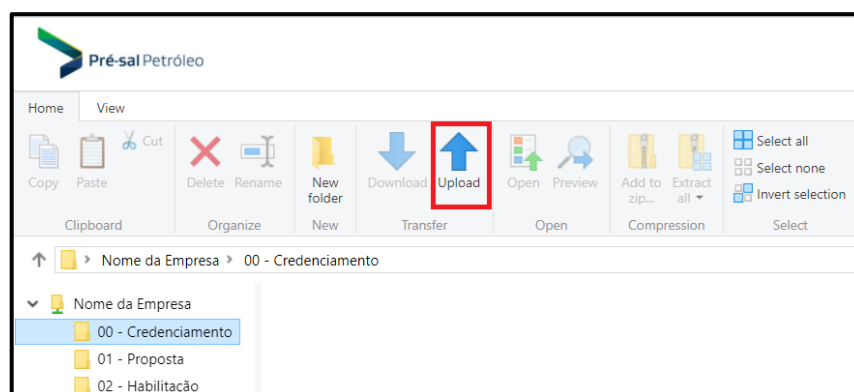 Pré-sal Petróleo
Home View
Copy Paste Cut Delete Rename New folder Download Upload Open Preview Add to zip... Extract all Select all
Select none
Invert selection
Clipboard Organize New Transfer Open Compression Select
Nome da Empresa 00 - Credenciamento
Nome da Empresa
00 - Credenciamento
01 - Proposta
02 - Habilitação